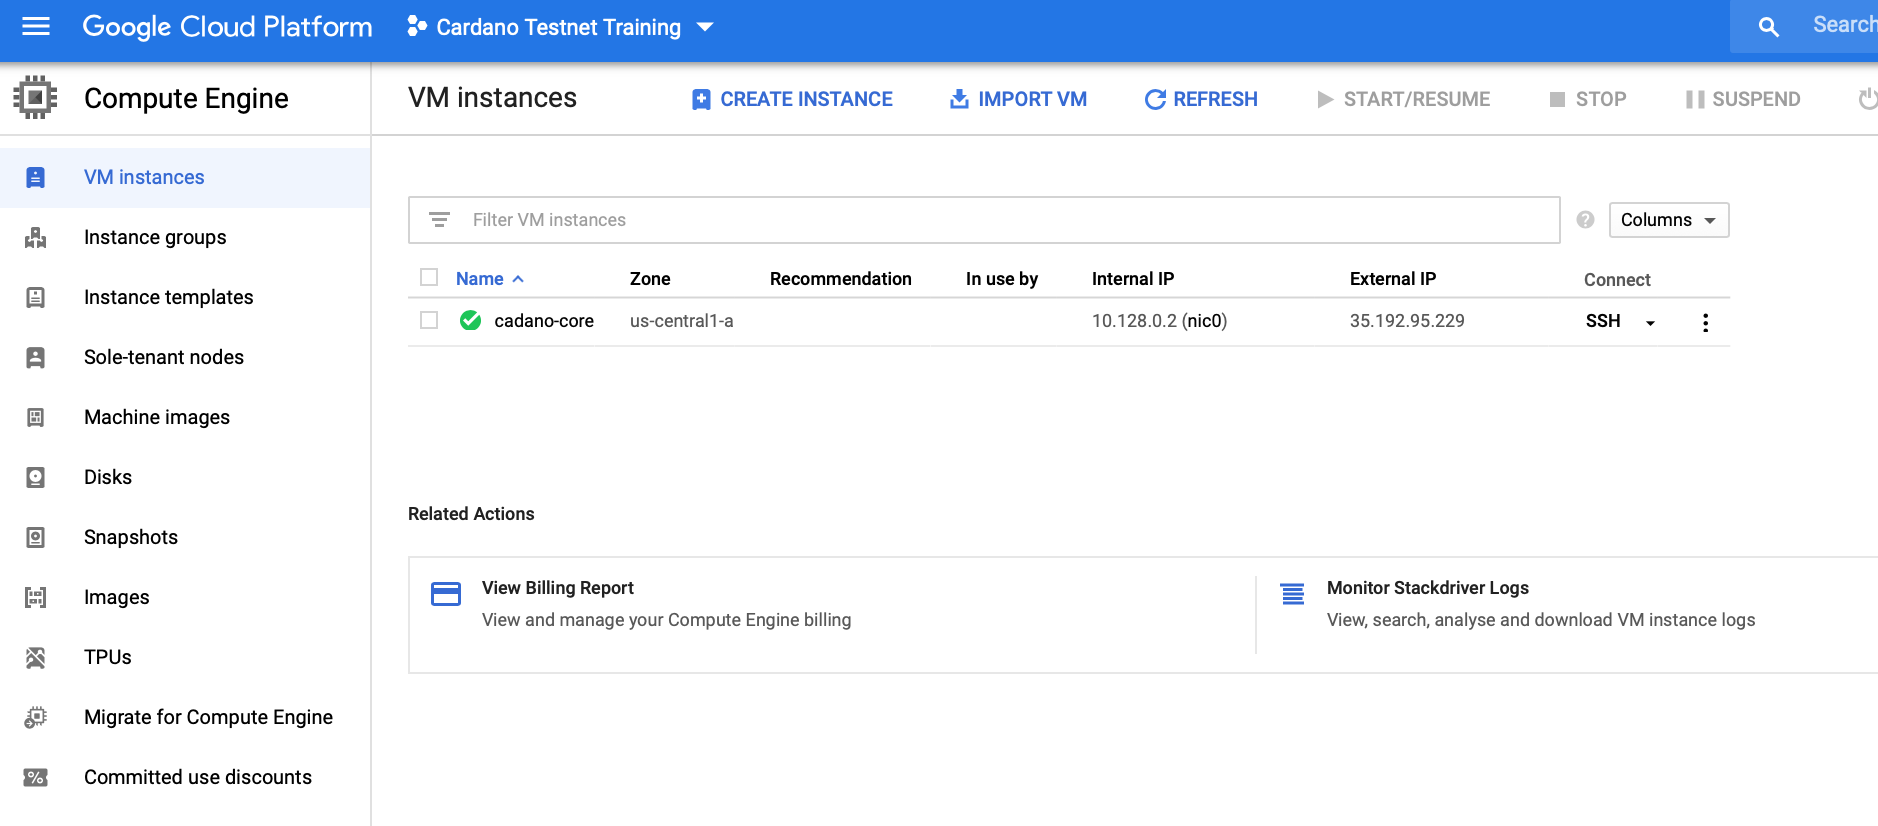 Google Cloud Platform
Cardano Testnet Training
Search
Compute Engine
VM instances
CREATE INSTANCE
IMPORT VM
REFRESH
START/RESUME
STOP
SUSPEND
VM instances
Instance groups
Instance templates
Sole-tenant nodes
Machine images
Disks
Snapshots
Images
TPUs
Migrate for Compute Engine
% Committed use discounts
Filter VM instances
?
Columns
Name Zone Recommendation In use by Internal IP External IP Connect
cadano-core us-central1-a 10.128.0.2 (nic0) 35.192.95.229 SSH
Related Actions
View Billing Report
View and manage your Compute Engine billing
Monitor Stackdriver Logs
View, search, analyse and download VM instance logs